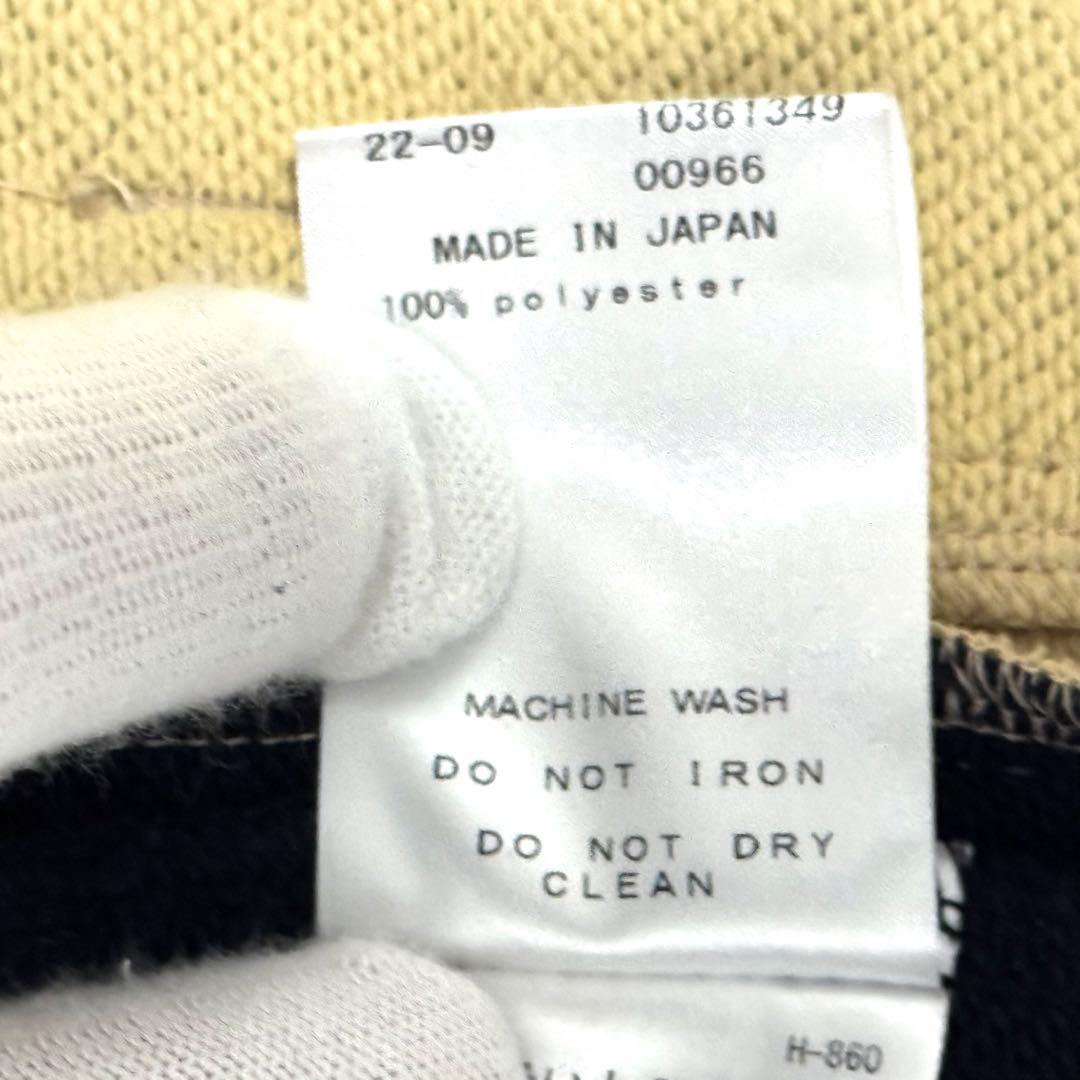 22-09 10361349
00966
MADE IN JAPAN
100% polyester
MACHINE WASH
DO NOT IRON
DO NOT DRY
CLEAN
H-860